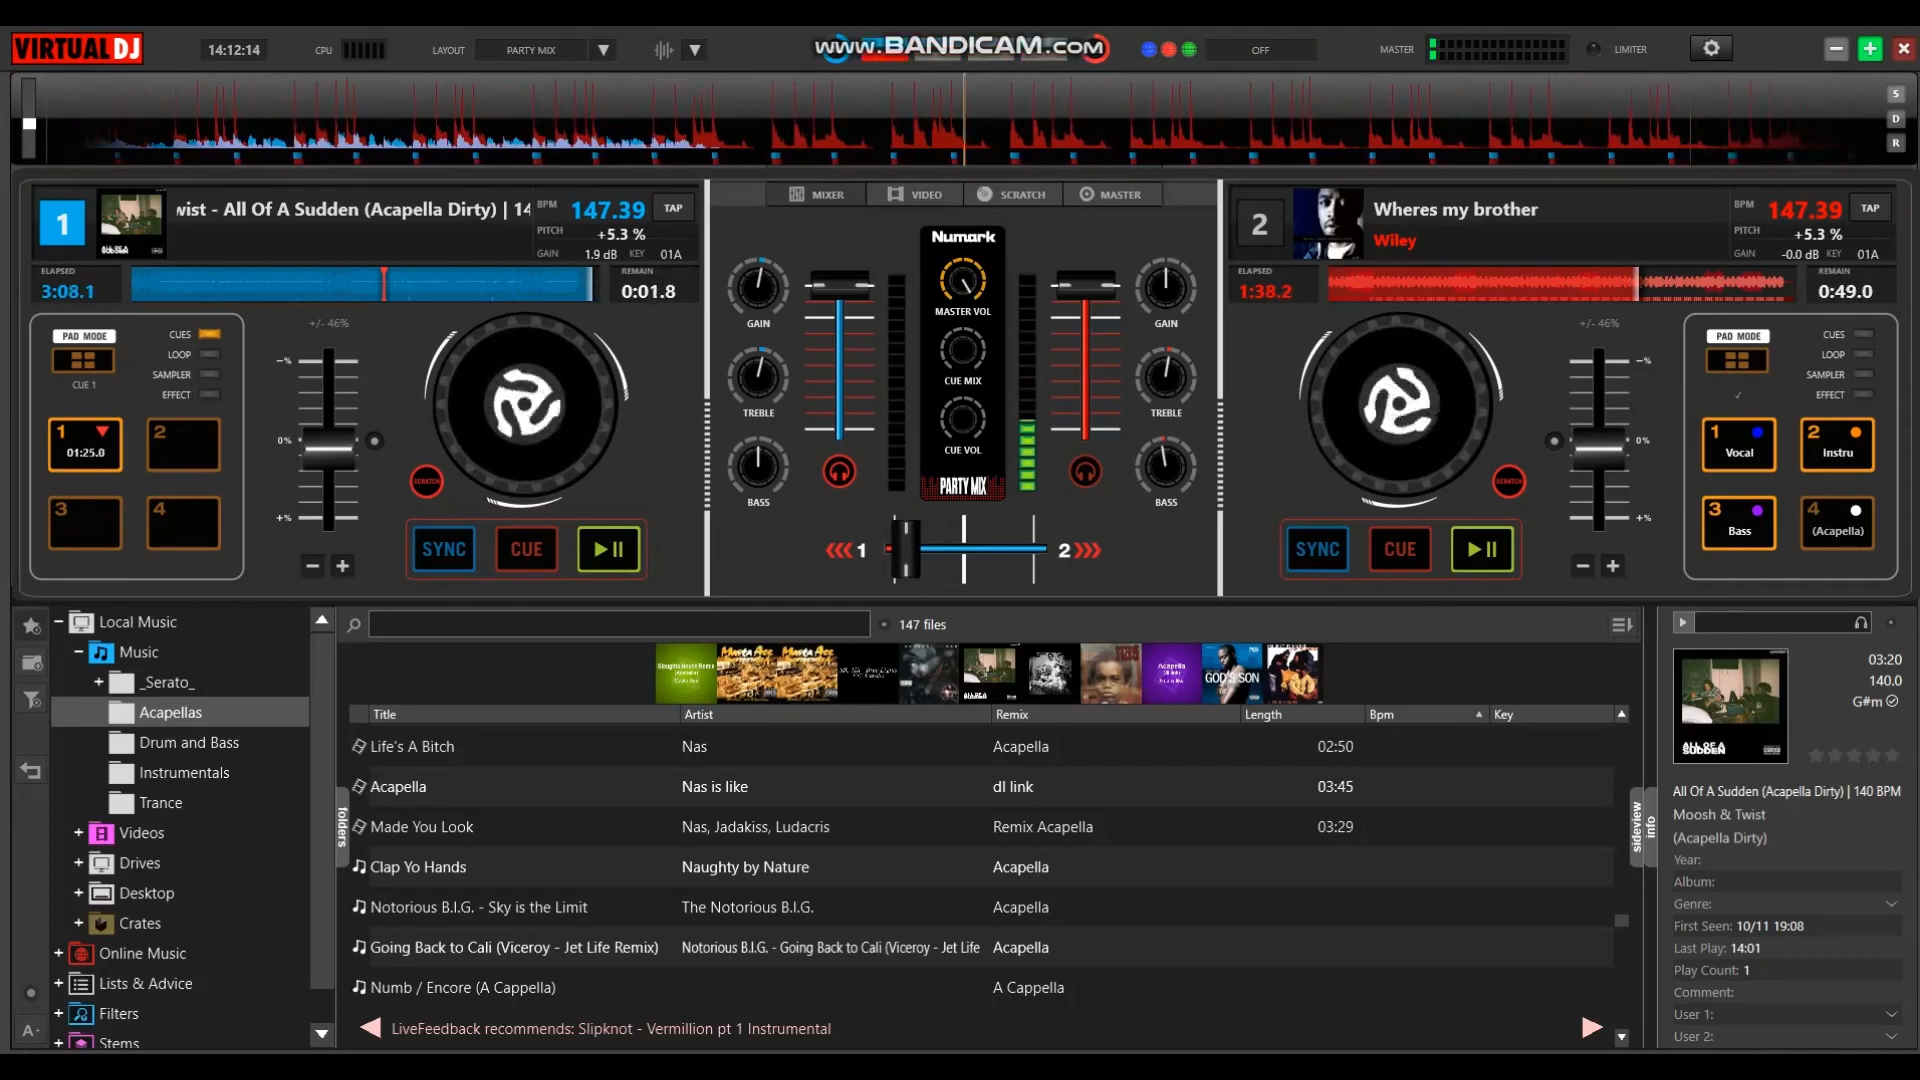 VIRTUAL DJ
14:12:14
CPU
LAYOUT
PARTY MIX
www.BANDICAM.com
OFF
MASTER
LIMITER
S
D
R
1
wist - All Of A Sudden (Acapella Dirty) | 14
BPM 147.39 TAP
PITCH +5.3 %
GAIN 1.9 dB KEY 01A
ELAPSED
3:08.1
REMAIN
0:01.8
MIXER
VIDEO
SCRATCH
MASTER
2
Wheres my brother
Wiley
BPM 147.39 TAP
PITCH +5.3 %
GAIN -0.0 dB KEY 01A
ELAPSED
1:38.2
REMAIN
0:49.0
PAD MODE
CUE 1
CUES
LOOP
SAMPLER
EFFECT
1
01:25.0
2
3
4
+/- 46%
-%
0%
+%
SCRATCH
SYNC
CUE
GAIN
TREBLE
BASS
Numark
MASTER VOL
CUE MIX
CUE VOL
PARTY MIX
GAIN
TREBLE
BASS
1
2
SCRATCH
SYNC
CUE
+/- 46%
-%
0%
+%
PAD MODE
CUES
LOOP
SAMPLER
EFFECT
1
Vocal
2
Instru
3
Bass
4
(Acapella)
Local Music
Music
_Serato_
Acapellas
Drum and Bass
Instrumentals
Trance
Videos
Drives
Desktop
Crates
Online Music
Lists & Advice
Filters
Stems
folders
147 files
GOD'S SON
Title Artist Remix Length Bpm Key
Life's A Bitch Nas Acapella 02:50
Acapella Nas is like dl link 03:45
Made You Look Nas, Jadakiss, Ludacris Remix Acapella 03:29
Clap Yo Hands Naughty by Nature Acapella
Notorious B.I.G. - Sky is the Limit The Notorious B.I.G. Acapella
Going Back to Cali (Viceroy - Jet Life Remix) Notorious B.I.G. - Going Back to Cali (Viceroy - Jet Life Acapella
Numb / Encore (A Cappella) A Cappella
LiveFeedback recommends: Slipknot - Vermillion pt 1 Instrumental
sideview
info
03:20
140.0
G#m
ALL OF A
SUDDEN
All Of A Sudden (Acapella Dirty) | 140 BPM
Moosh & Twist
(Acapella Dirty)
Year:
Album:
Genre:
First Seen: 10/11 19:08
Last Play: 14:01
Play Count: 1
Comment:
User 1:
User 2: